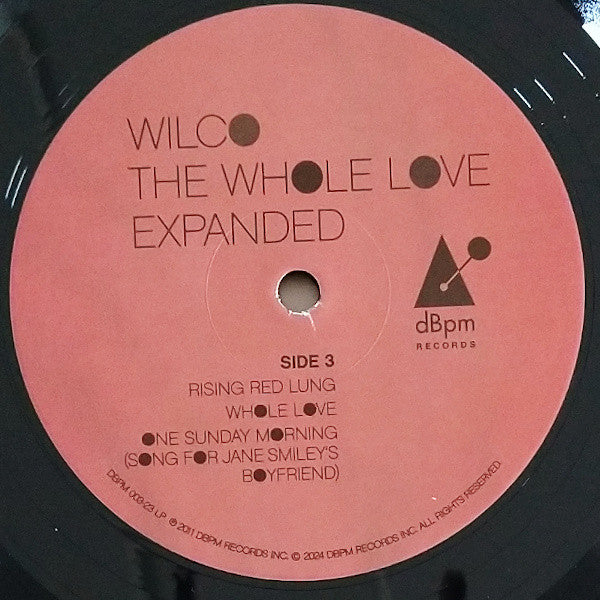 WILCO
THE WHOLE LOVE
EXPANDED
dBpm
RECORDS
SIDE 3
RISING RED LUNG
WHOLE LOVE
ONE SUNDAY MORNING
(SONG FOR JANE SMILEY'S
BOYFRIEND)
DBPM 003-23 LP ℗ 2011 DBPM RECORDS INC. © 2024 DBPM RECORDS INC. ALL RIGHTS RESERVED.